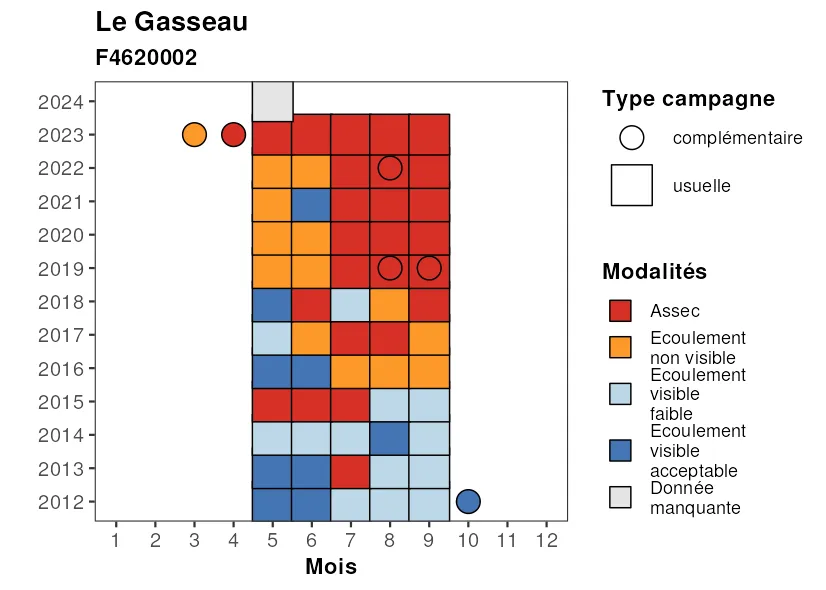 Le Gasseau
F4620002
2024
2023
2022
2021
2020
2019
2018
2017
2016
2015
2014
2013
2012
1 2 3 4 5 6 7 8 9 10 11 12
Mois
Type campagne
complémentaire
usuelle
Modalités
Assec
Ecoulement
non visible
Ecoulement
visible
faible
Ecoulement
visible
acceptable
Donnée
manquante